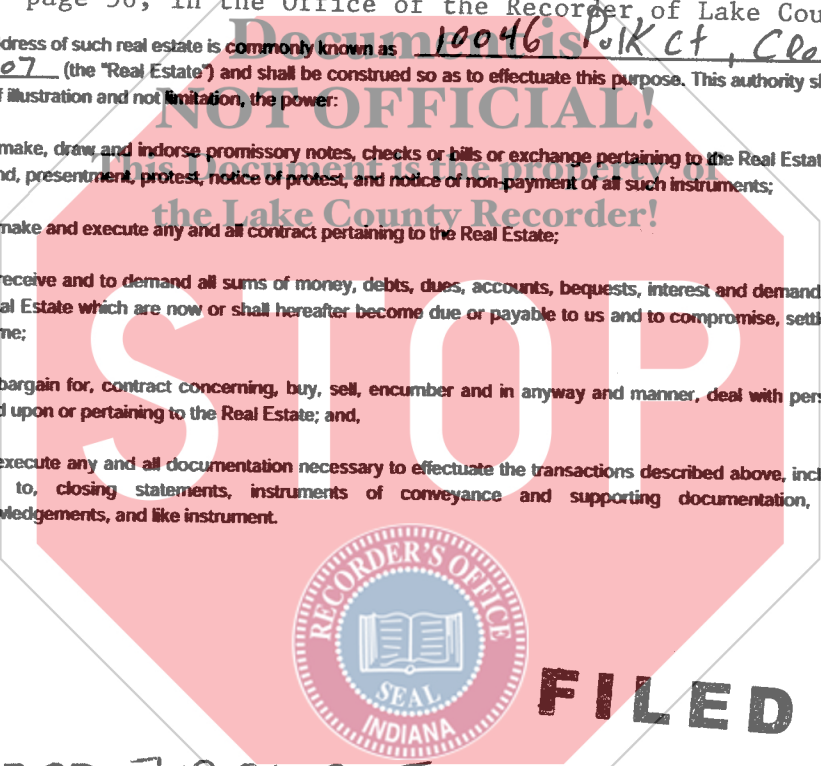 page 56, in the Office of the Recorder of Lake Cou
Document is
dress of such real estate is commonly known as 10046 Polk Ct, Clo
07 (the "Real Estate") and shall be construed so as to effectuate this purpose. This authority sh
f illustration and not limitation, the power:
NOT OFFICIAL!
make, draw and indorse promissory notes, checks or bills or exchange pertaining to the Real Estat
This Document is the property of
nd, presentment, protest, notice of protest, and notice of non-payment of all such instruments;
the Lake County Recorder!
make and execute any and all contract pertaining to the Real Estate;
receive and to demand all sums of money, debts, dues, accounts, bequests, interest and demand
al Estate which are now or shall hereafter become due or payable to us and to compromise, settl
me;
STOP
bargain for, contract concerning, buy, sell, encumber and in anyway and manner, deal with pers
d upon or pertaining to the Real Estate; and,
execute any and all documentation necessary to effectuate the transactions described above, incl
to, closing statements, instruments of conveyance and supporting documentation,
wledgements, and like instrument.
RECORDER'S OFFICE
SEAL
INDIANA
FILED